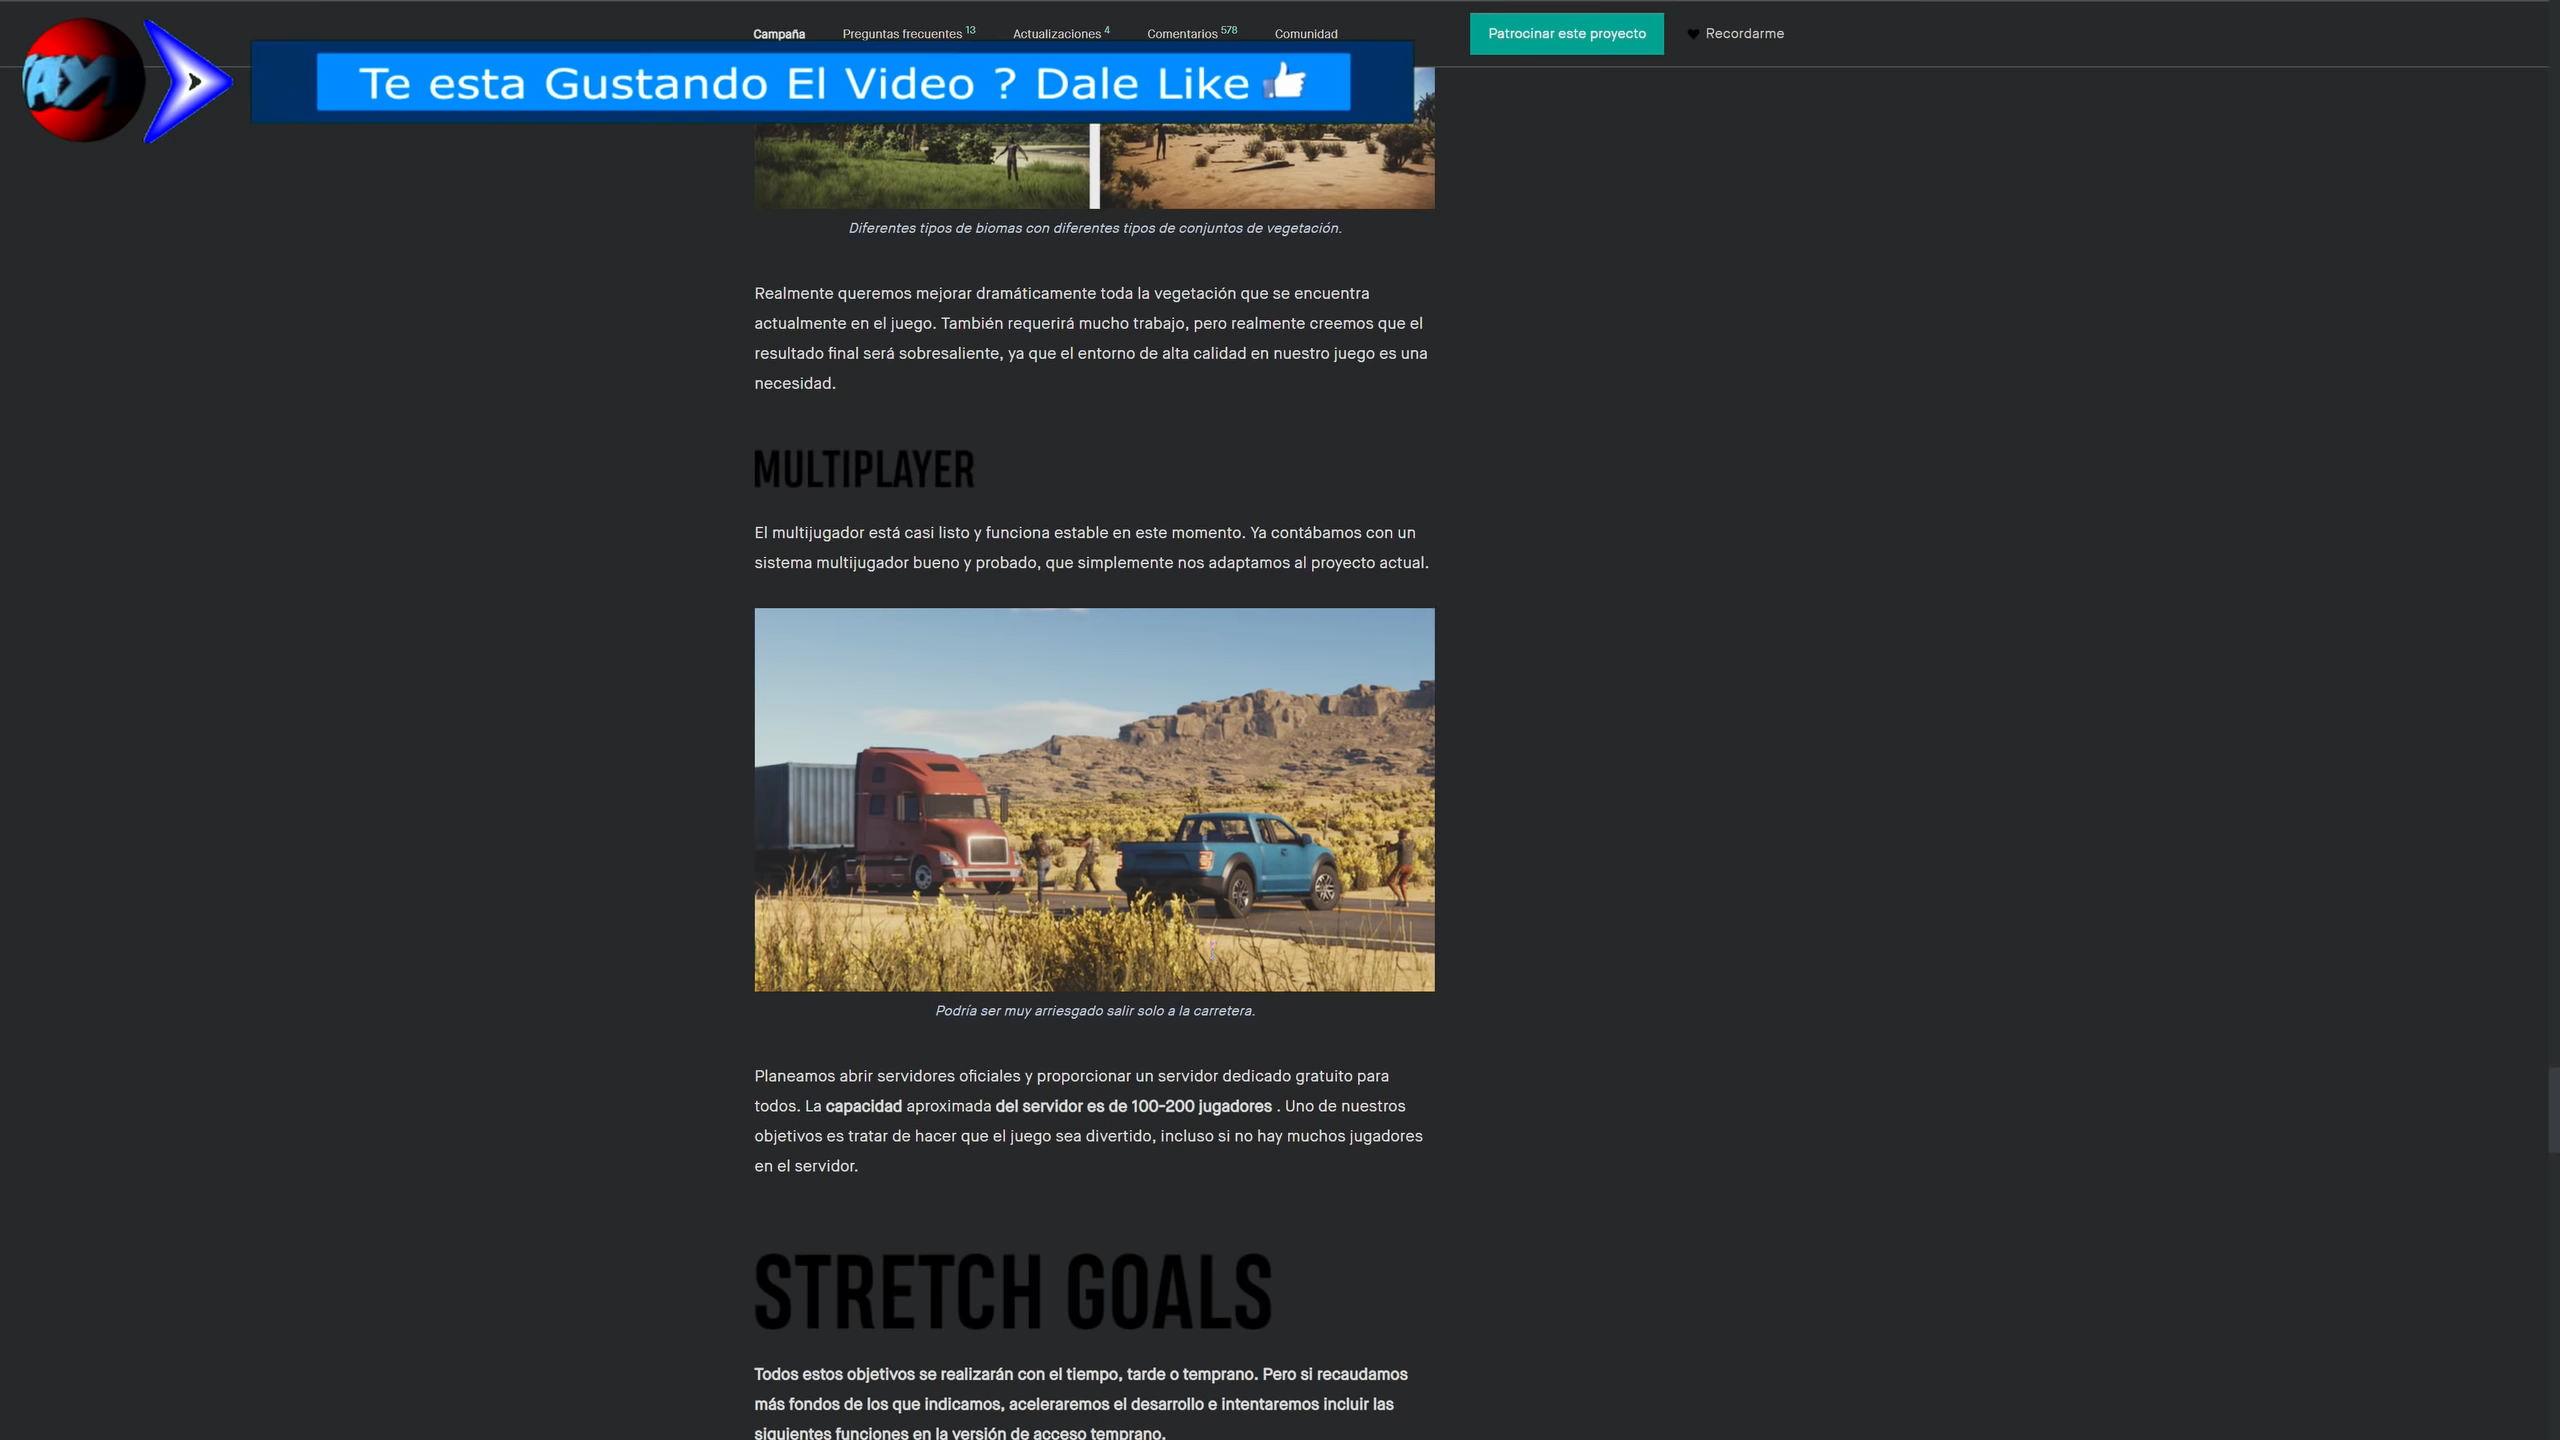 Campaña
Preguntas frecuentes 13
Actualizaciones 4
Comentarios 578
Comunidad
Patrocinar este proyecto
Recordarme
AM
Te esta Gustando El Video ? Dale Like
Diferentes tipos de biomas con diferentes tipos de conjuntos de vegetación.
Realmente queremos mejorar dramáticamente toda la vegetación que se encuentra
actualmente en el juego. También requerirá mucho trabajo, pero realmente creemos que el
resultado final será sobresaliente, ya que el entorno de alta calidad en nuestro juego es una
necesidad.
MULTIPLAYER
El multijugador está casi listo y funciona estable en este momento. Ya contábamos con un
sistema multijugador bueno y probado, que simplemente nos adaptamos al proyecto actual.
Podría ser muy arriesgado salir solo a la carretera.
Planeamos abrir servidores oficiales y proporcionar un servidor dedicado gratuito para
todos. La capacidad aproximada del servidor es de 100-200 jugadores . Uno de nuestros
objetivos es tratar de hacer que el juego sea divertido, incluso si no hay muchos jugadores
en el servidor.
STRETCH GOALS
Todos estos objetivos se realizarán con el tiempo, tarde o temprano. Pero si recaudamos
más fondos de los que indicamos, aceleraremos el desarrollo e intentaremos incluir las
siguientes funciones en la versión de acceso temprano.